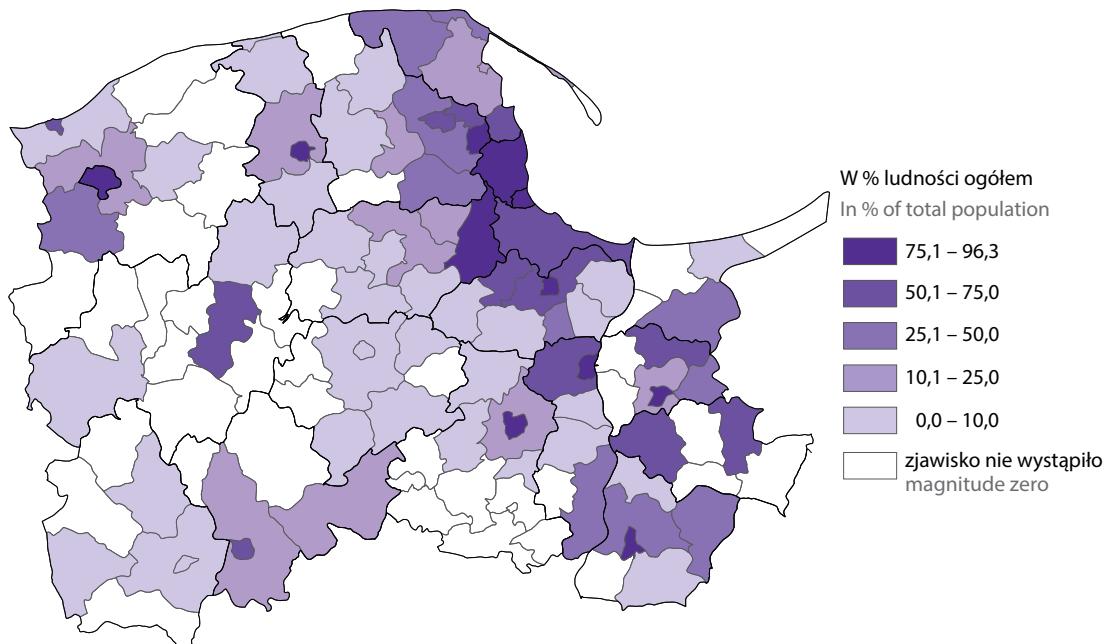 W % ludności ogółem
In % of total population
75,1 – 96,3
50,1 – 75,0
25,1 – 50,0
10,1 – 25,0
0,0 – 10,0
zjawisko nie wystąpiło
magnitude zero